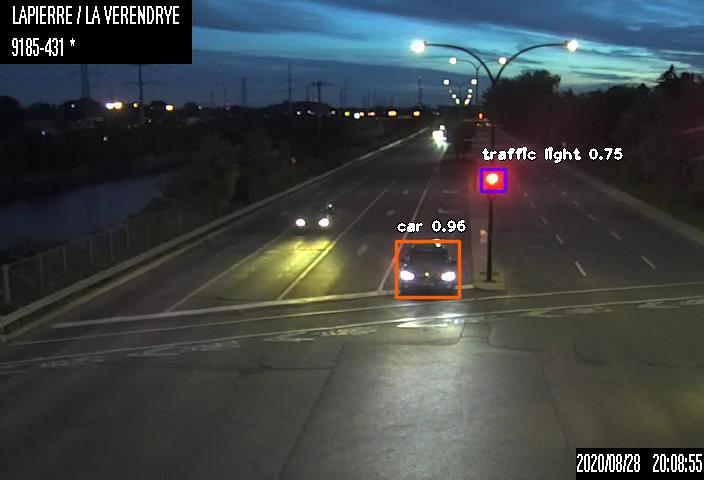 LAPIERRE / LA VERENDRYE
9185-431 *
traffic light 0.75
car 0.96
2020/08/28 20:08:55